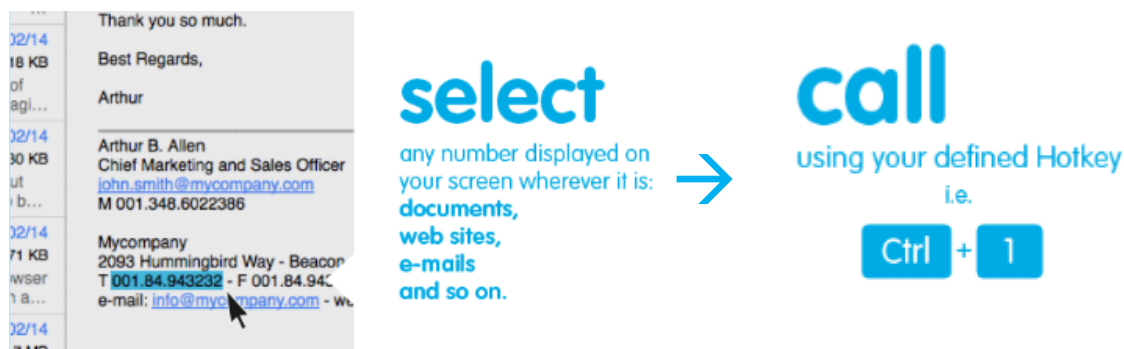 02/14
18 KB
of
agi...
02/14
30 KB
ut
b...
02/14
71 KB
wser
a...
02/14
Thank you so much.
Best Regards,
Arthur
Arthur B. Allen
Chief Marketing and Sales Officer
john.smith@mycompany.com
M 001.348.6022386
Mycompany
2093 Hummingbird Way - Beacon
T 001.84.943232 - F 001.84.943
e-mail: info@mycompany.com - we
select
any number displayed on
your screen wherever it is:
documents,
web sites,
e-mails
and so on.
call
using your defined Hotkey
i.e.
Ctrl + 1